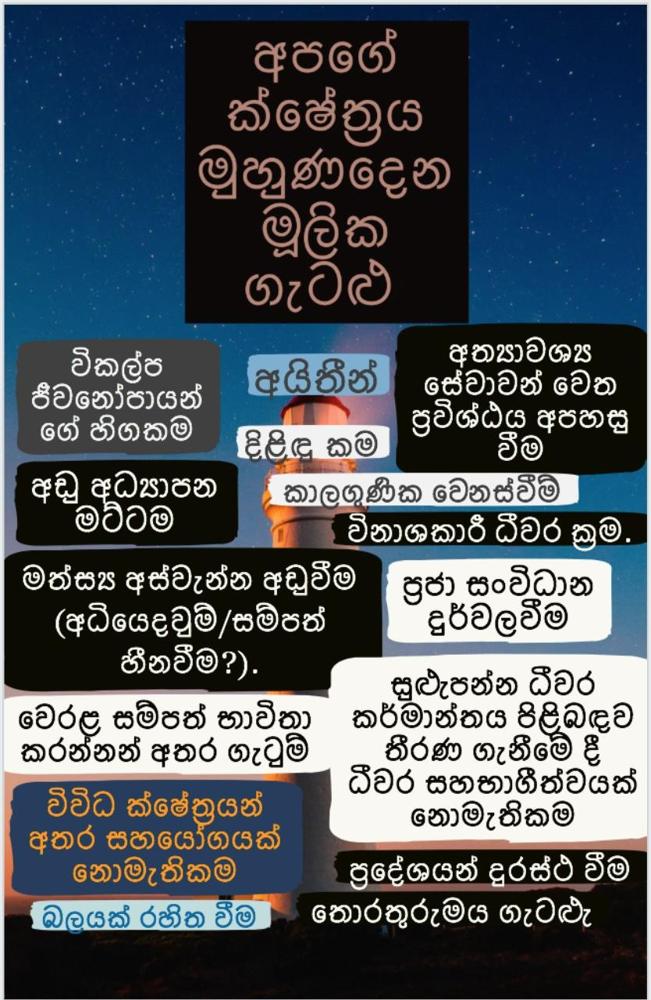 අපගේ
ක්ෂේත්‍රය
මුහුණදෙන
මූලික
ගැටළු
විකල්ප
ජීවනෝපායන්
ගේ හිගකම
අයිතීන්
අත්‍යාවශ්‍ය
සේවාවන් වෙත
ප්‍රවිශ්ඨය අපහසු
වීම
දිළිඳු කම
අඩු අධ්‍යාපන
මට්ටම
කාලගුණික වෙනස්වීම්
විනාශකාරී ධීවර ක්‍රම.
මත්ස්‍ය අස්වැන්න අඩුවීම
(අධියෙදවුම්/සම්පත්
හීනවීම?).
ප්‍රජා සංවිධාන
දුර්වලවීම
වෙරළ සම්පත් භාවිතා
කරන්නන් අතර ගැටුම්
සුළුැපන්න ධීවර
කර්මාන්තය පිළිබඳව
තීරණ ගැනීමේ දී
ධීවර සහභාගීත්වයක්
නොමැතිකම
විවිධ ක්ෂේත්‍රයන්
අතර සහයෝගයක්
නොමැතිකම
ප්‍රදේශයන් දුරස්ථ වීම
බලයක් රහිත වීම
තොරතුරුමය ගැටළුැ